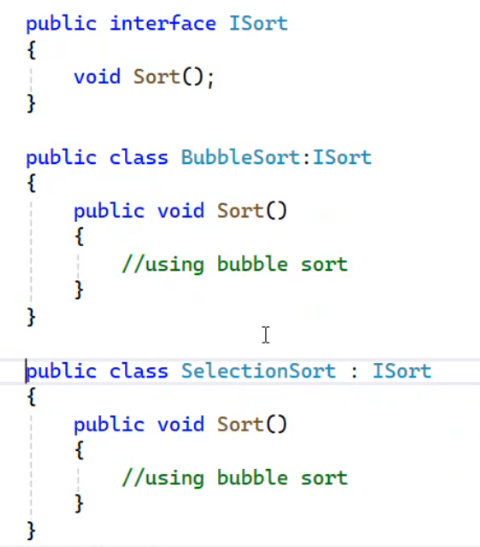 public interface ISort
{
void Sort();
}
public class BubbleSort:ISort
{
public void Sort()
{
//using bubble sort
}
}
public class SelectionSort : ISort
{
public void Sort()
{
//using bubble sort
}
}